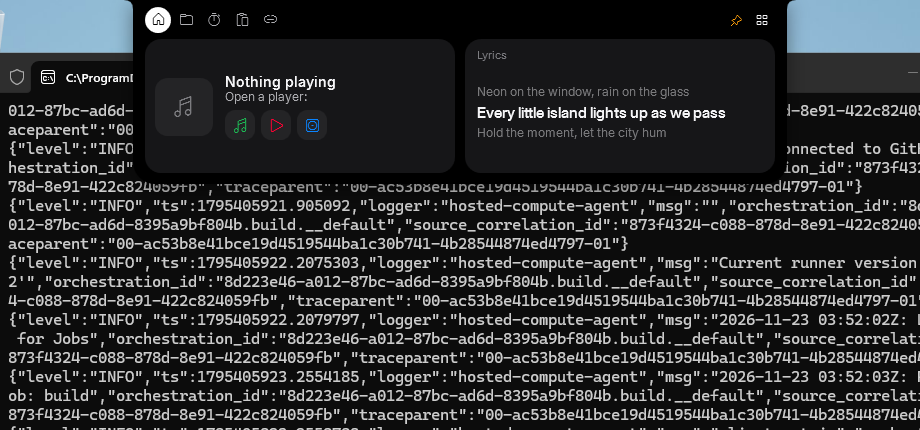 Nothing playing
Open a player:
Lyrics
Neon on the window, rain on the glass
Every little island lights up as we pass
Hold the moment, let the city hum
C:\ProgramD
012-87bc-ad6d-
d-8e91-422c824059
aceparent":"00
{"level":"INFO
onnected to Gith
hestration_id"
_id":"873f4324
78d-8e91-422c824059fb","traceparent":"00-ac53b8e41bce19d4519544ba1c30b741-4b28544874ed4797-01"}
{"level":"INFO","ts":1795405921.905092,"logger":"hosted-compute-agent","msg":"","orchestration_id":"8d
012-87bc-ad6d-8395a9bf804b.build.__default","source_correlation_id":"873f4324-c088-878d-8e91-422c824059
aceparent":"00-ac53b8e41bce19d4519544ba1c30b741-4b28544874ed4797-01"}
{"level":"INFO","ts":1795405922.2075303,"logger":"hosted-compute-agent","msg":"Current runner version
2'","orchestration_id":"8d223e46-a012-87bc-ad6d-8395a9bf804b.build.__default","source_correlation_id"
4-c088-878d-8e91-422c824059fb","traceparent":"00-ac53b8e41bce19d4519544ba1c30b741-4b28544874ed4797-01"
{"level":"INFO","ts":1795405922.2079797,"logger":"hosted-compute-agent","msg":"2026-11-23 03:52:02Z:
for Jobs","orchestration_id":"8d223e46-a012-87bc-ad6d-8395a9bf804b.build.__default","source_correlati
873f4324-c088-878d-8e91-422c824059fb","traceparent":"00-ac53b8e41bce19d4519544ba1c30b741-4b28544874ed4
{"level":"INFO","ts":1795405923.2554185,"logger":"hosted-compute-agent","msg":"2026-11-23 03:52:03Z:
ob: build","orchestration_id":"8d223e46-a012-87bc-ad6d-8395a9bf804b.build.__default","source_correlat
873f4324-c088-878d-8e91-422c824059fb","traceparent":"00-ac53b8e41bce19d4519544ba1c30b741-4b28544874ed4